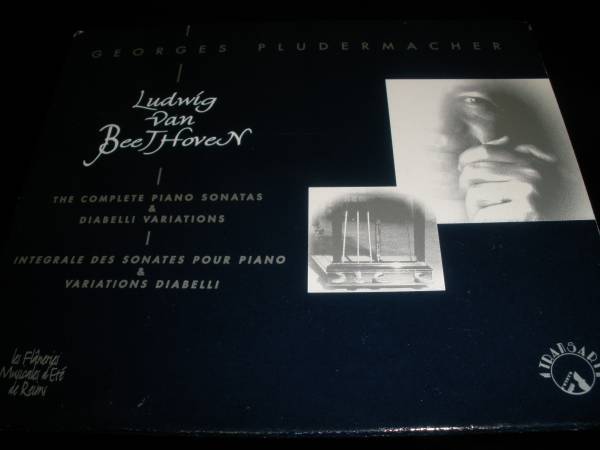 GEORGES PLUDERMACHER
Ludwig
van
BeeTHoveN
THE COMPLETE PIANO SONATAS
&
DIABELLI VARIATIONS
INTEGRALE DES SONATES POUR PIANO
&
VARIATIONS DIABELLI
les Flâneries
Musicales d'Eté
de Reims
TRANSART